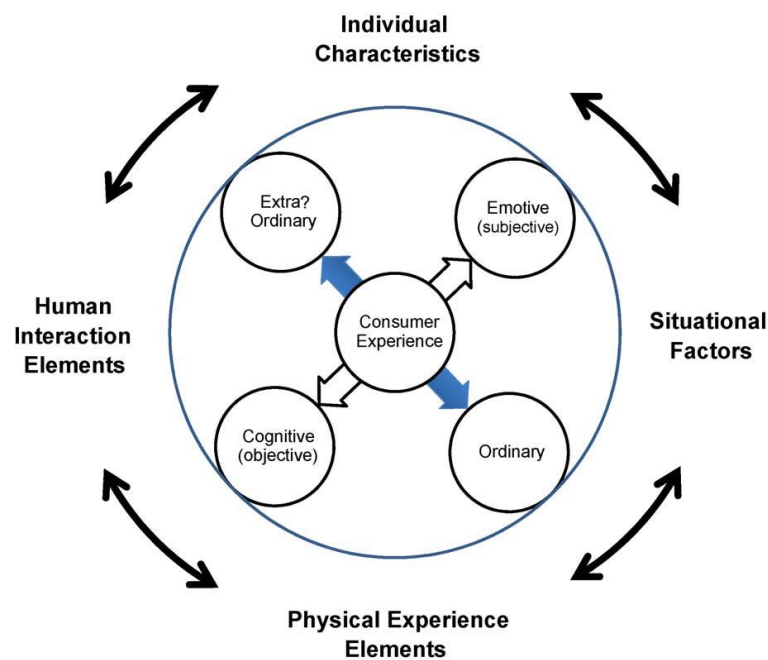 Individual
Characteristics
Extra?
Ordinary
Emotive
(subjective)
Human
Interaction
Elements
Consumer
Experience
Situational
Factors
Cognitive
(objective)
Ordinary
Physical Experience
Elements